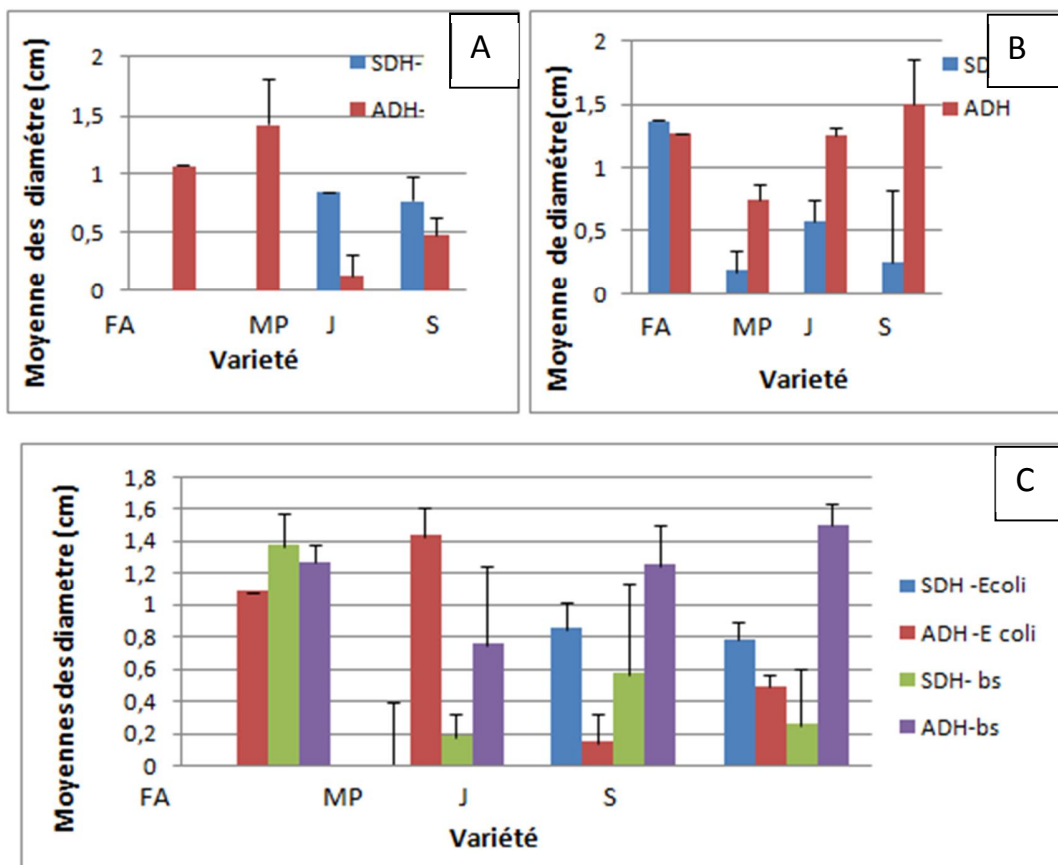 A
Moyenne des diamétre (cm)
2
1,5
1
0,5
0
SDH-
ADH-
FA MP J S
Varieté
B
Moyenne de diamétre (cm)
2
1,5
1
0,5
0
ADH
FA MP J S
Varieté
C
Moyennes des diametre (cm)
1,8
1,6
1,4
1,2
1
0,8
0,6
0,4
0,2
0
SDH -Ecoli
ADH -E coli
SDH- bs
ADH-bs
FA MP J S
Variété